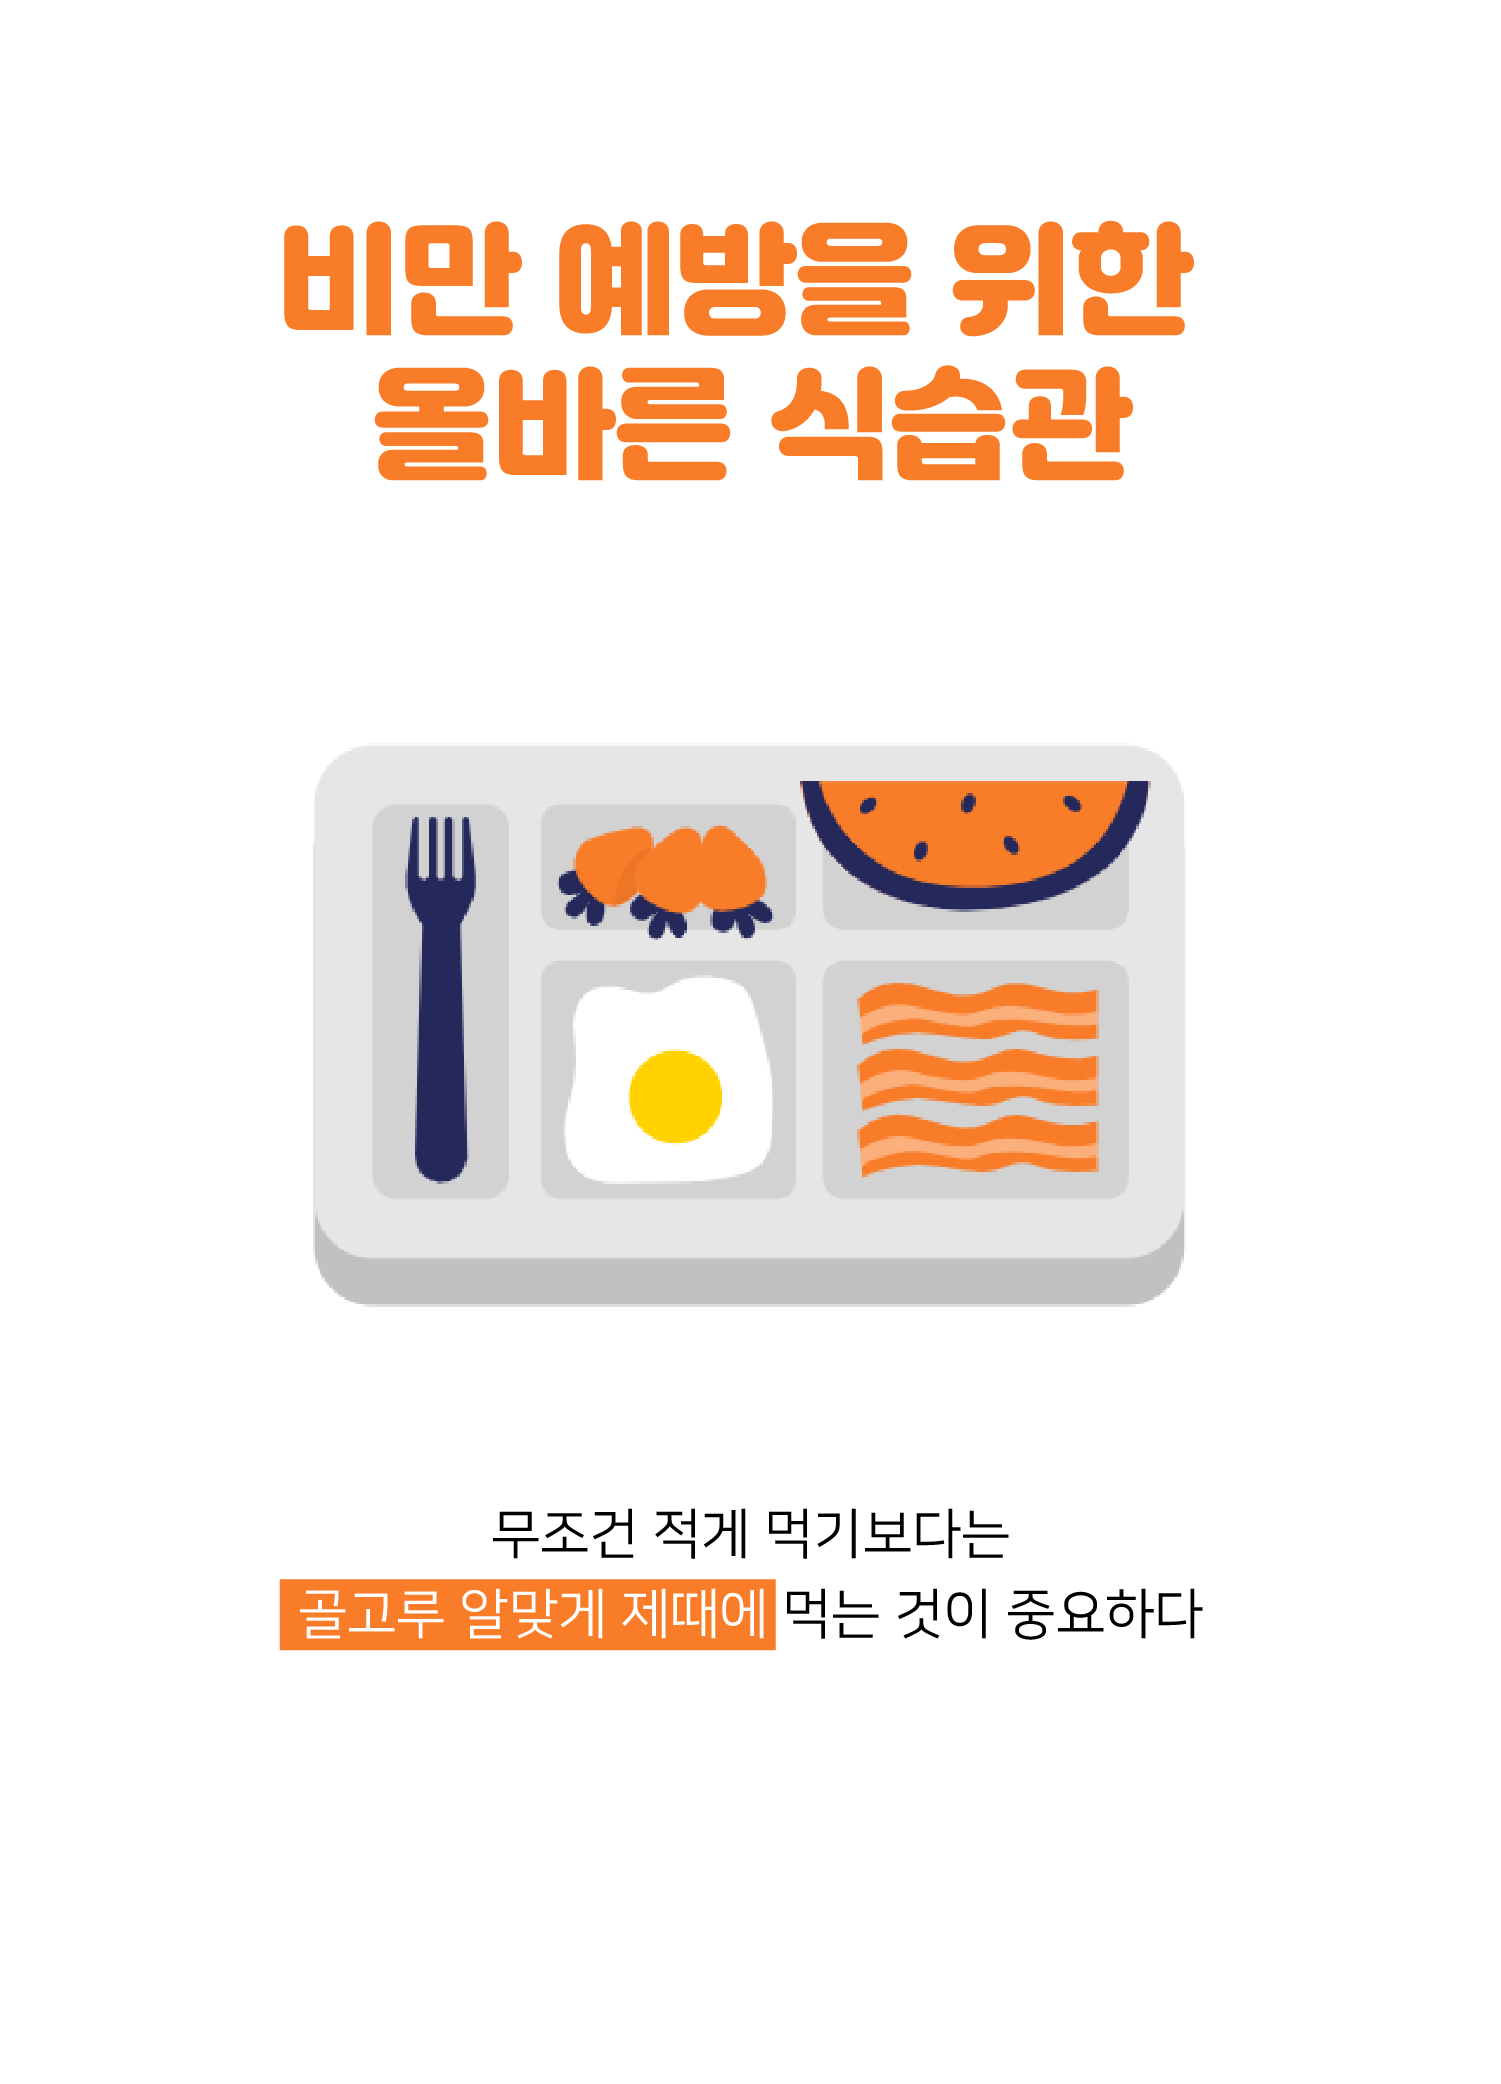 비만 예방을 위한
올바른 식습관
무조건 적게 먹기보다는
골고루 알맞게 제때에 먹는 것이 중요하다